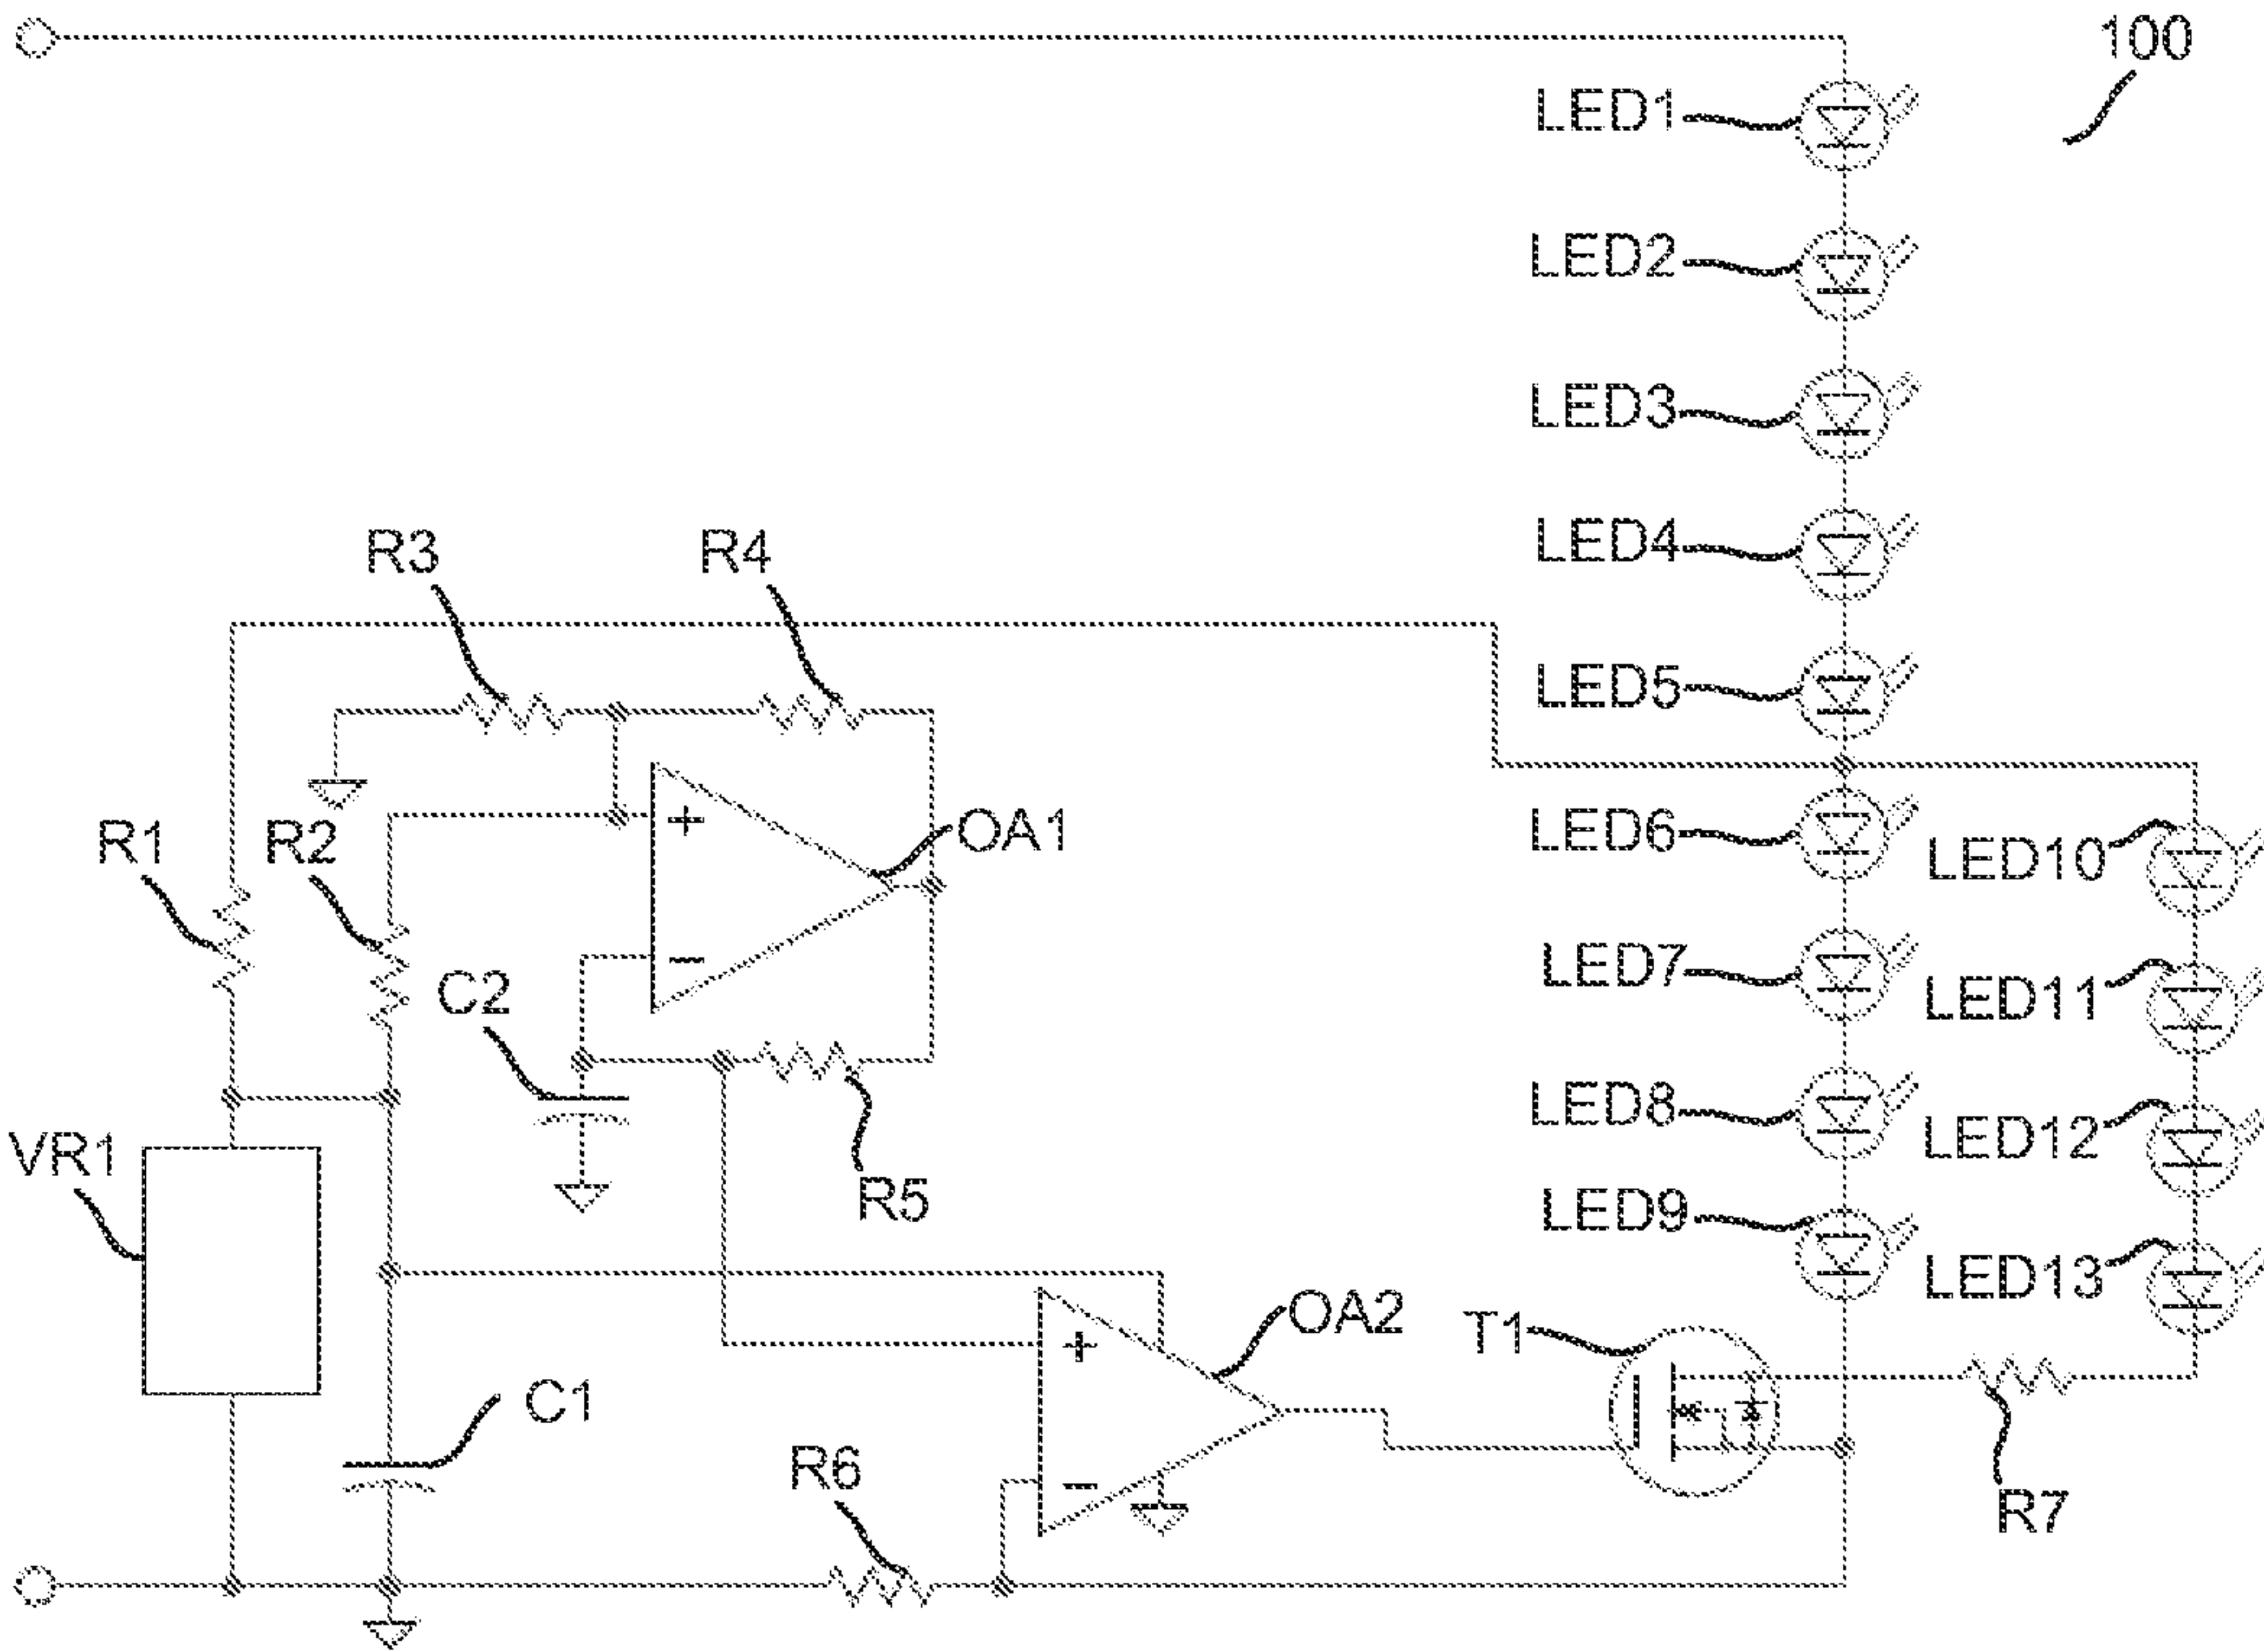 100
LED1
LED2
LED3
LED4
R3
R4
LED5
R1
R2
+
OA1
LED6
LED10
−
C2
LED7
LED11
VR1
R5
LED8
LED12
LED9
LED13
+
OA2
T1
C1
R6
−
R7